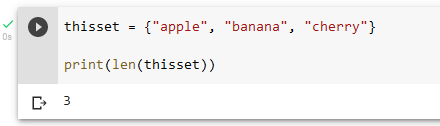 thisset = {"apple", "banana", "cherry"}
0s
print(len(thisset))
3